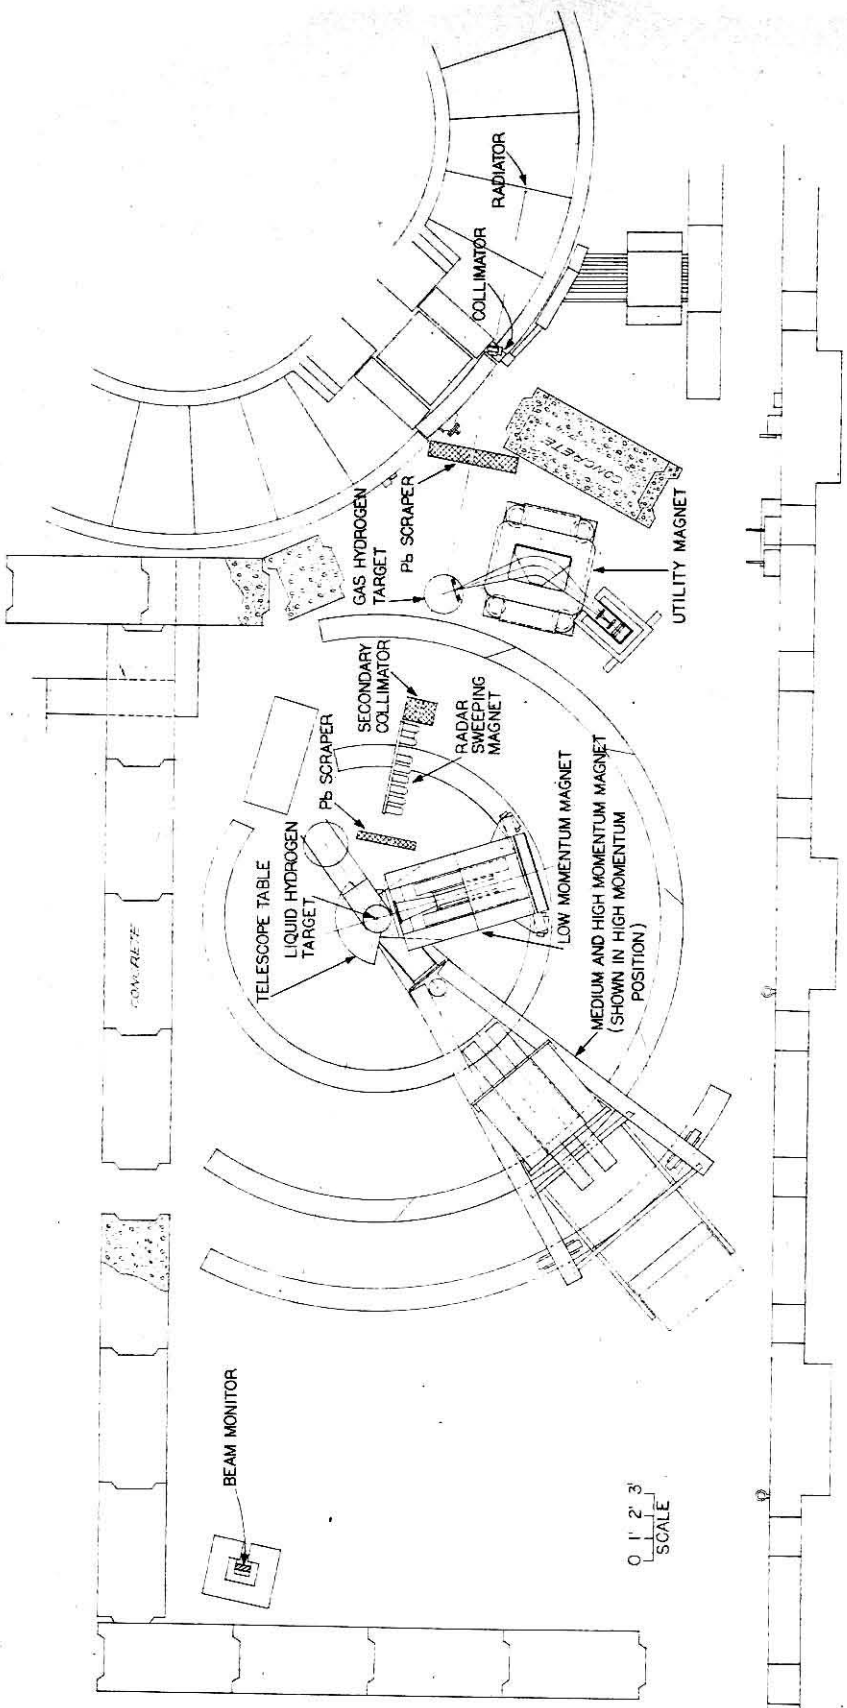 RADIATOR
COLLIMATOR
CONCRETE
Pb SCRAPER
GAS HYDROGEN
TARGET
UTILITY MAGNET
SECONDARY
COLLIMATOR
RADAR
SWEEPING
MAGNET
Pb SCRAPER
LIQUID HYDROGEN
TARGET
TELESCOPE TABLE
LOW MOMENTUM MAGNET
MEDIUM AND HIGH MOMENTUM MAGNET
(SHOWN IN HIGH MOMENTUM
POSITION)
CONCRETE
BEAM MONITOR
0 1' 2' 3'
SCALE